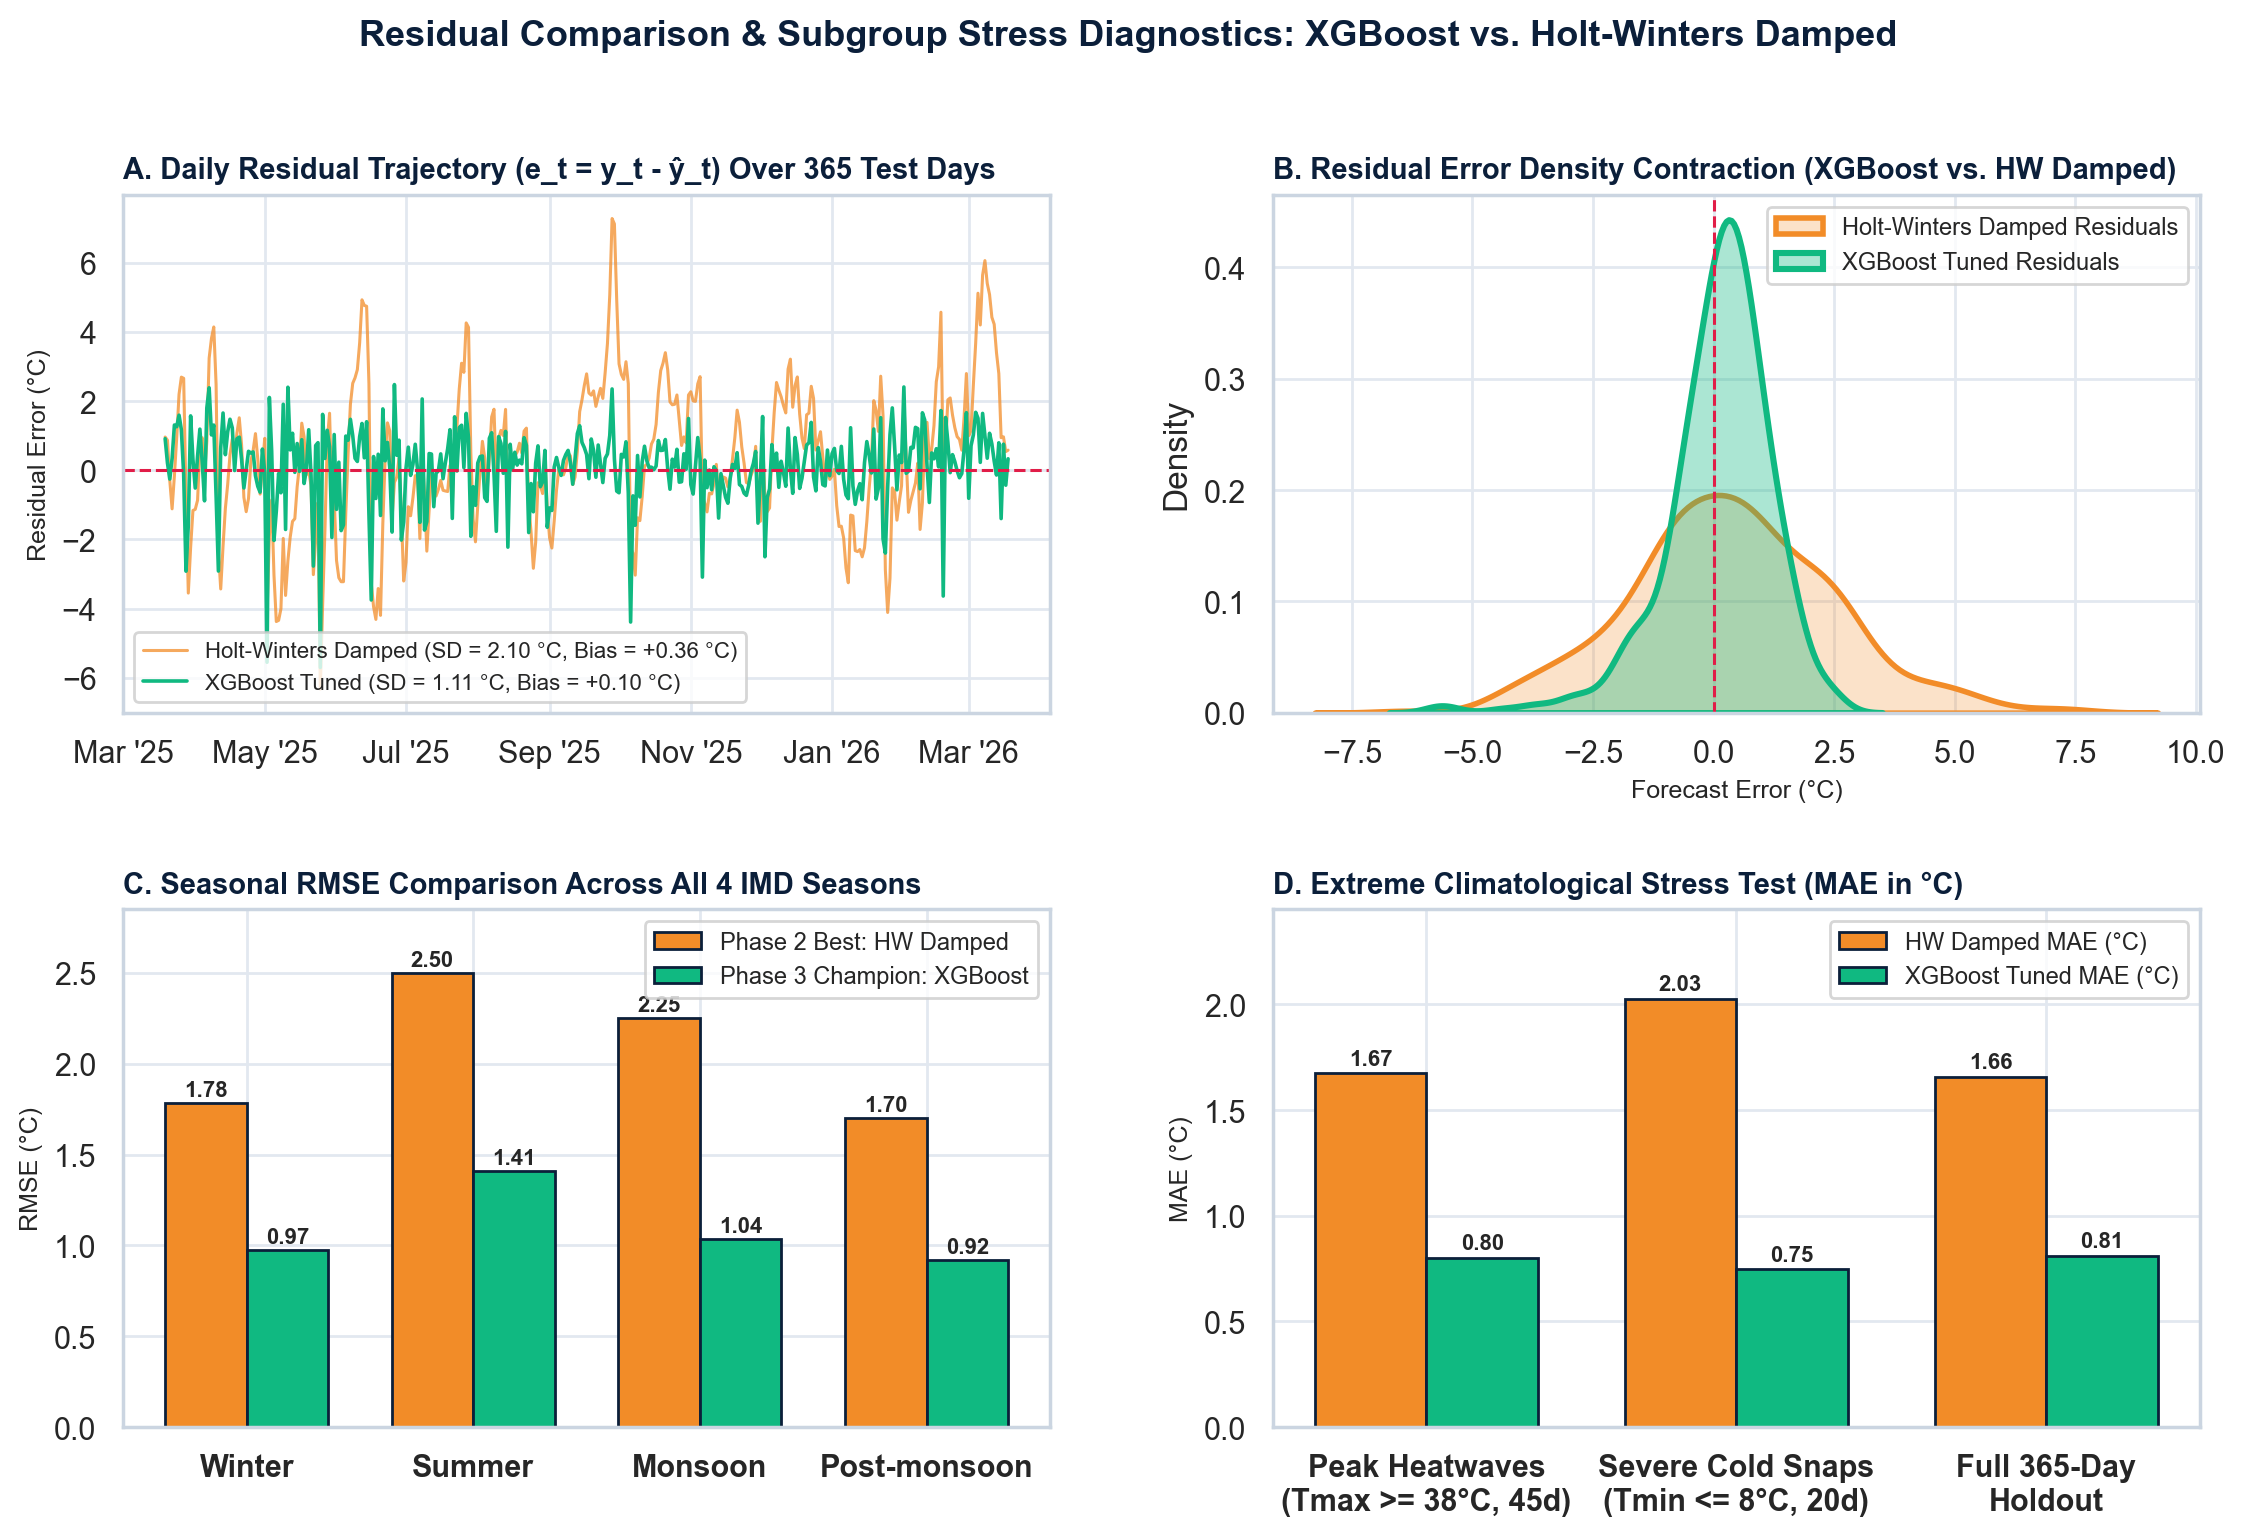 Residual Comparison & Subgroup Stress Diagnostics: XGBoost vs. Holt-Winters Damped
A. Daily Residual Trajectory (e_t = y_t - ŷ_t) Over 365 Test Days
Residual Error (°C)
6
4
2
0
−2
−4
−6
Holt-Winters Damped (SD = 2.10 °C, Bias = +0.36 °C)
XGBoost Tuned (SD = 1.11 °C, Bias = +0.10 °C)
Mar '25 May '25 Jul '25 Sep '25 Nov '25 Jan '26 Mar '26
B. Residual Error Density Contraction (XGBoost vs. HW Damped)
Holt-Winters Damped Residuals
XGBoost Tuned Residuals
Density
0.4
0.3
0.2
0.1
0.0
−7.5 −5.0 −2.5 0.0 2.5 5.0 7.5 10.0
Forecast Error (°C)
C. Seasonal RMSE Comparison Across All 4 IMD Seasons
Phase 2 Best: HW Damped
Phase 3 Champion: XGBoost
RMSE (°C)
2.5
2.0
1.5
1.0
0.5
0.0
1.78
0.97
2.50
1.41
2.25
1.04
1.70
0.92
Winter Summer Monsoon Post-monsoon
D. Extreme Climatological Stress Test (MAE in °C)
HW Damped MAE (°C)
XGBoost Tuned MAE (°C)
MAE (°C)
2.0
1.5
1.0
0.5
0.0
1.67
0.80
2.03
0.75
1.66
0.81
Peak Heatwaves
(Tmax >= 38°C, 45d)
Severe Cold Snaps
(Tmin <= 8°C, 20d)
Full 365-Day
Holdout